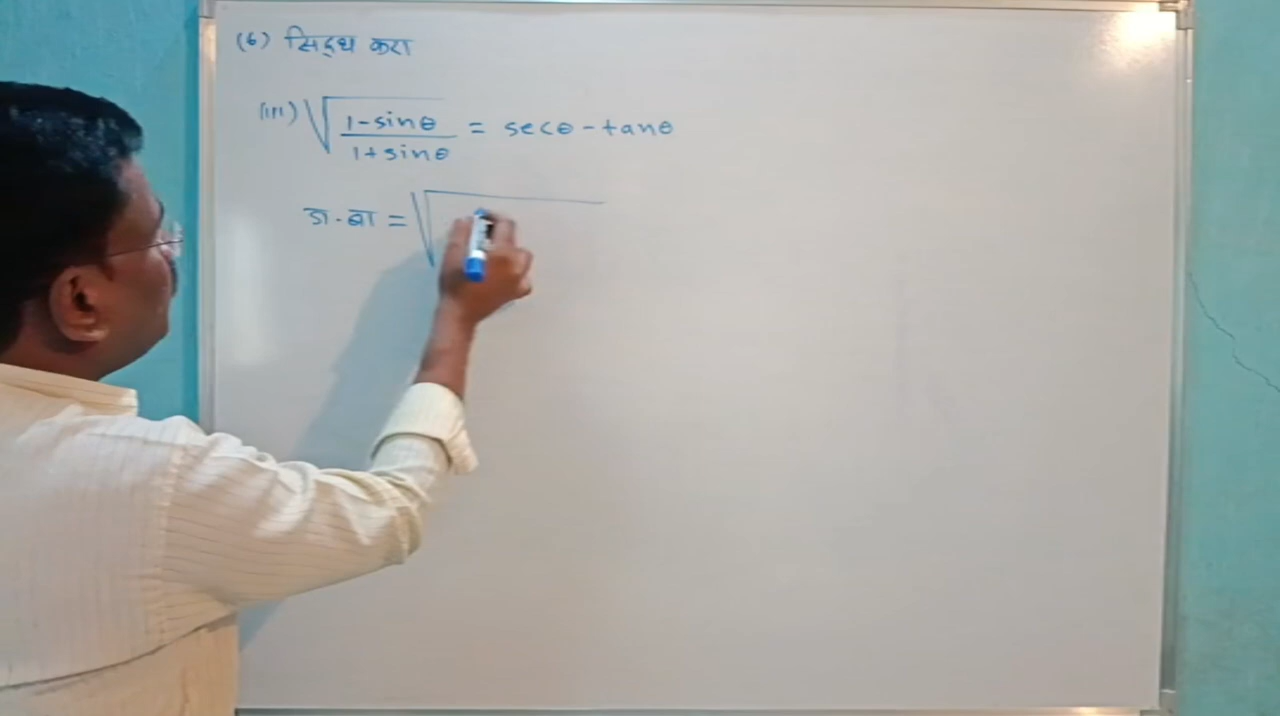 (6) सिद्ध करा
(iii) √(1-sinθ / 1+sinθ) = secθ - tanθ
डा. बा = √